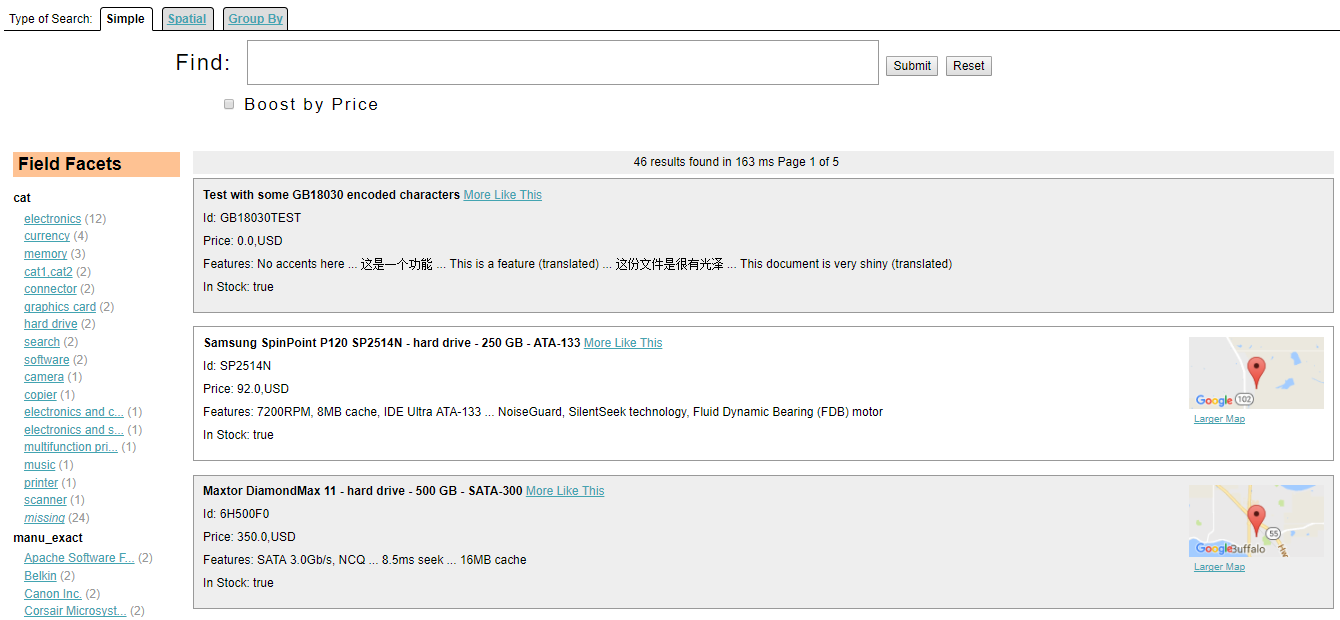 Type of Search: Simple Spatial Group By
Find: Submit Reset
Boost by Price
Field Facets
cat
electronics (12)
currency (4)
memory (3)
cat1,cat2 (2)
connector (2)
graphics card (2)
hard drive (2)
search (2)
software (2)
camera (1)
copier (1)
electronics and c... (1)
electronics and s... (1)
multifunction pri... (1)
music (1)
printer (1)
scanner (1)
missing (24)
manu_exact
Apache Software F... (2)
Belkin (2)
Canon Inc. (2)
Corsair Microsyst... (2)
46 results found in 163 ms Page 1 of 5
Test with some GB18030 encoded characters More Like This
Id: GB18030TEST
Price: 0.0,USD
Features: No accents here ... 这是一个功能 ... This is a feature (translated) ... 这份文件是很有光泽 ... This document is very shiny (translated)
In Stock: true
Samsung SpinPoint P120 SP2514N - hard drive - 250 GB - ATA-133 More Like This
Id: SP2514N
Price: 92.0,USD
Features: 7200RPM, 8MB cache, IDE Ultra ATA-133 ... NoiseGuard, SilentSeek technology, Fluid Dynamic Bearing (FDB) motor
In Stock: true
Google 102
Larger Map
Maxtor DiamondMax 11 - hard drive - 500 GB - SATA-300 More Like This
Id: 6H500F0
Price: 350.0,USD
Features: SATA 3.0Gb/s, NCQ ... 8.5ms seek ... 16MB cache
In Stock: true
55
Google Buffalo
Larger Map